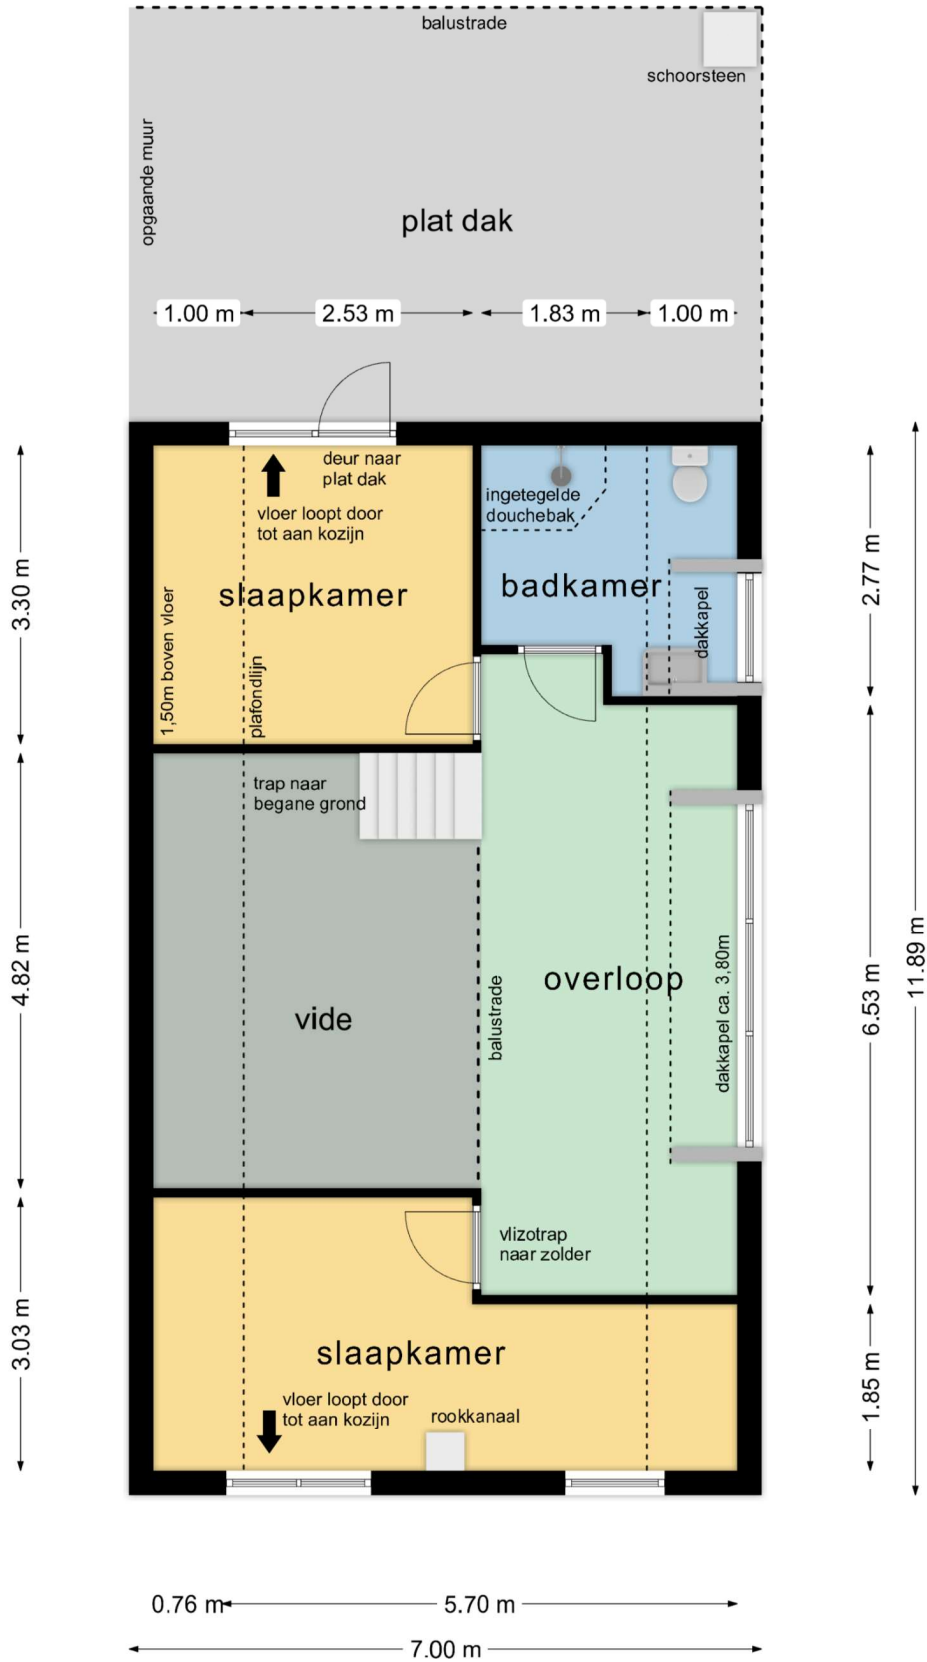 balustrade
schoorsteen
opgaande muur
plat dak
1.00 m
2.53 m
1.83 m
1.00 m
deur naar
plat dak
vloer loopt door
tot aan kozijn
ingetegelde
douchebak
slaapkamer
badkamer
dakkapel
1,50m boven vloer
plafondlijn
3.30 m
2.77 m
trap naar
begane grond
4.82 m
vide
balustrade
overloop
dakkapel ca. 3,80m
6.53 m
11.89 m
vlizotrap
naar zolder
3.03 m
slaapkamer
vloer loopt door
tot aan kozijn
rookkanaal
1.85 m
0.76 m
5.70 m
7.00 m